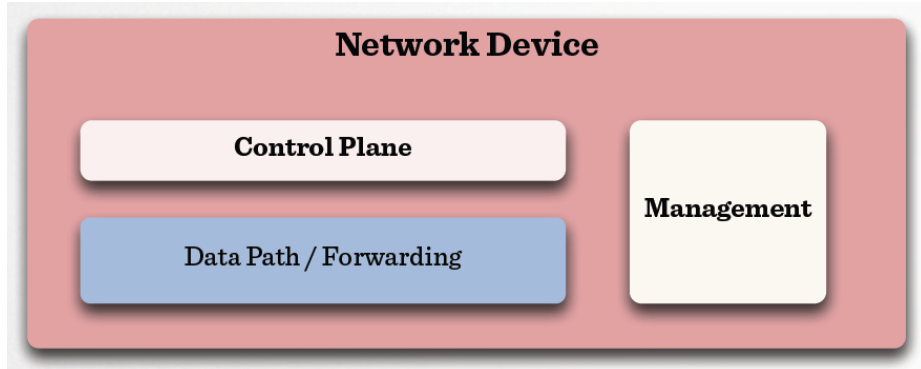 Network Device
Control Plane
Management
Data Path / Forwarding